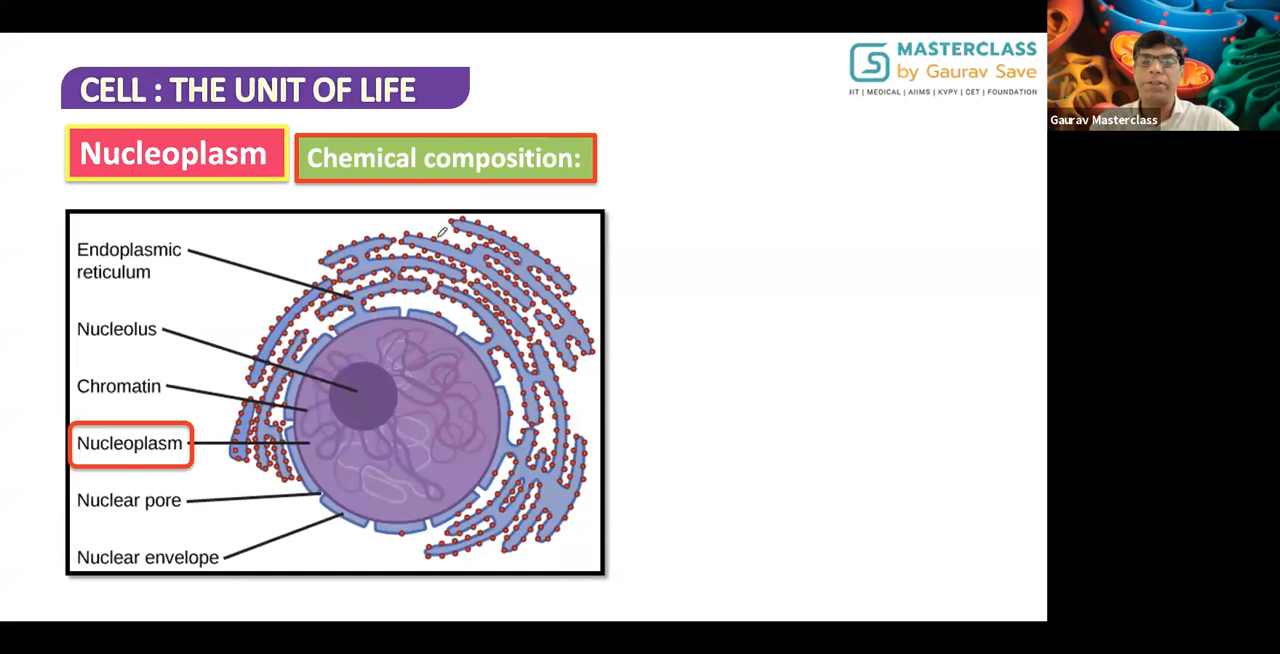 MASTERCLASS
by Gaurav Save
IIT | MEDICAL | AIIMS | KVPY | CET | FOUNDATION
Gaurav Masterclass
CELL : THE UNIT OF LIFE
Nucleoplasm
Chemical composition:
Endoplasmic
reticulum
Nucleolus
Chromatin
Nucleoplasm
Nuclear pore
Nuclear envelope